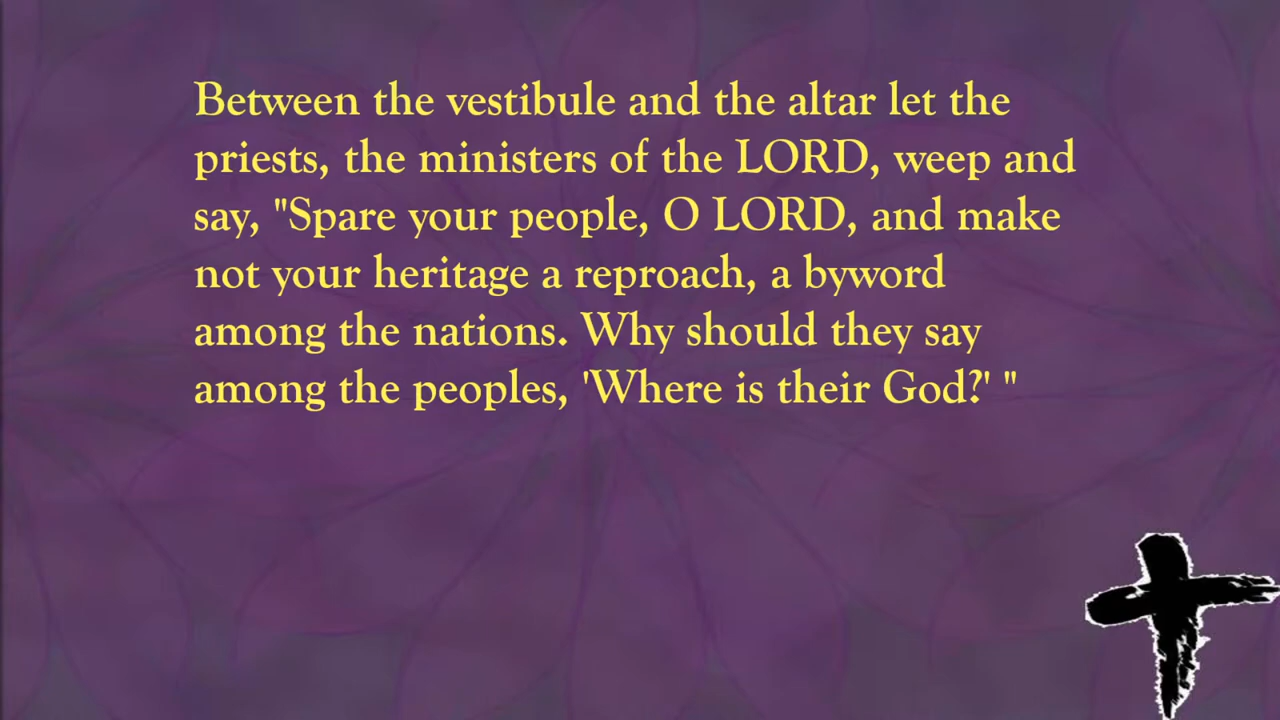 Between the vestibule and the altar let the
priests, the ministers of the LORD, weep and
say, "Spare your people, O LORD, and make
not your heritage a reproach, a byword
among the nations. Why should they say
among the peoples, 'Where is their God?' "